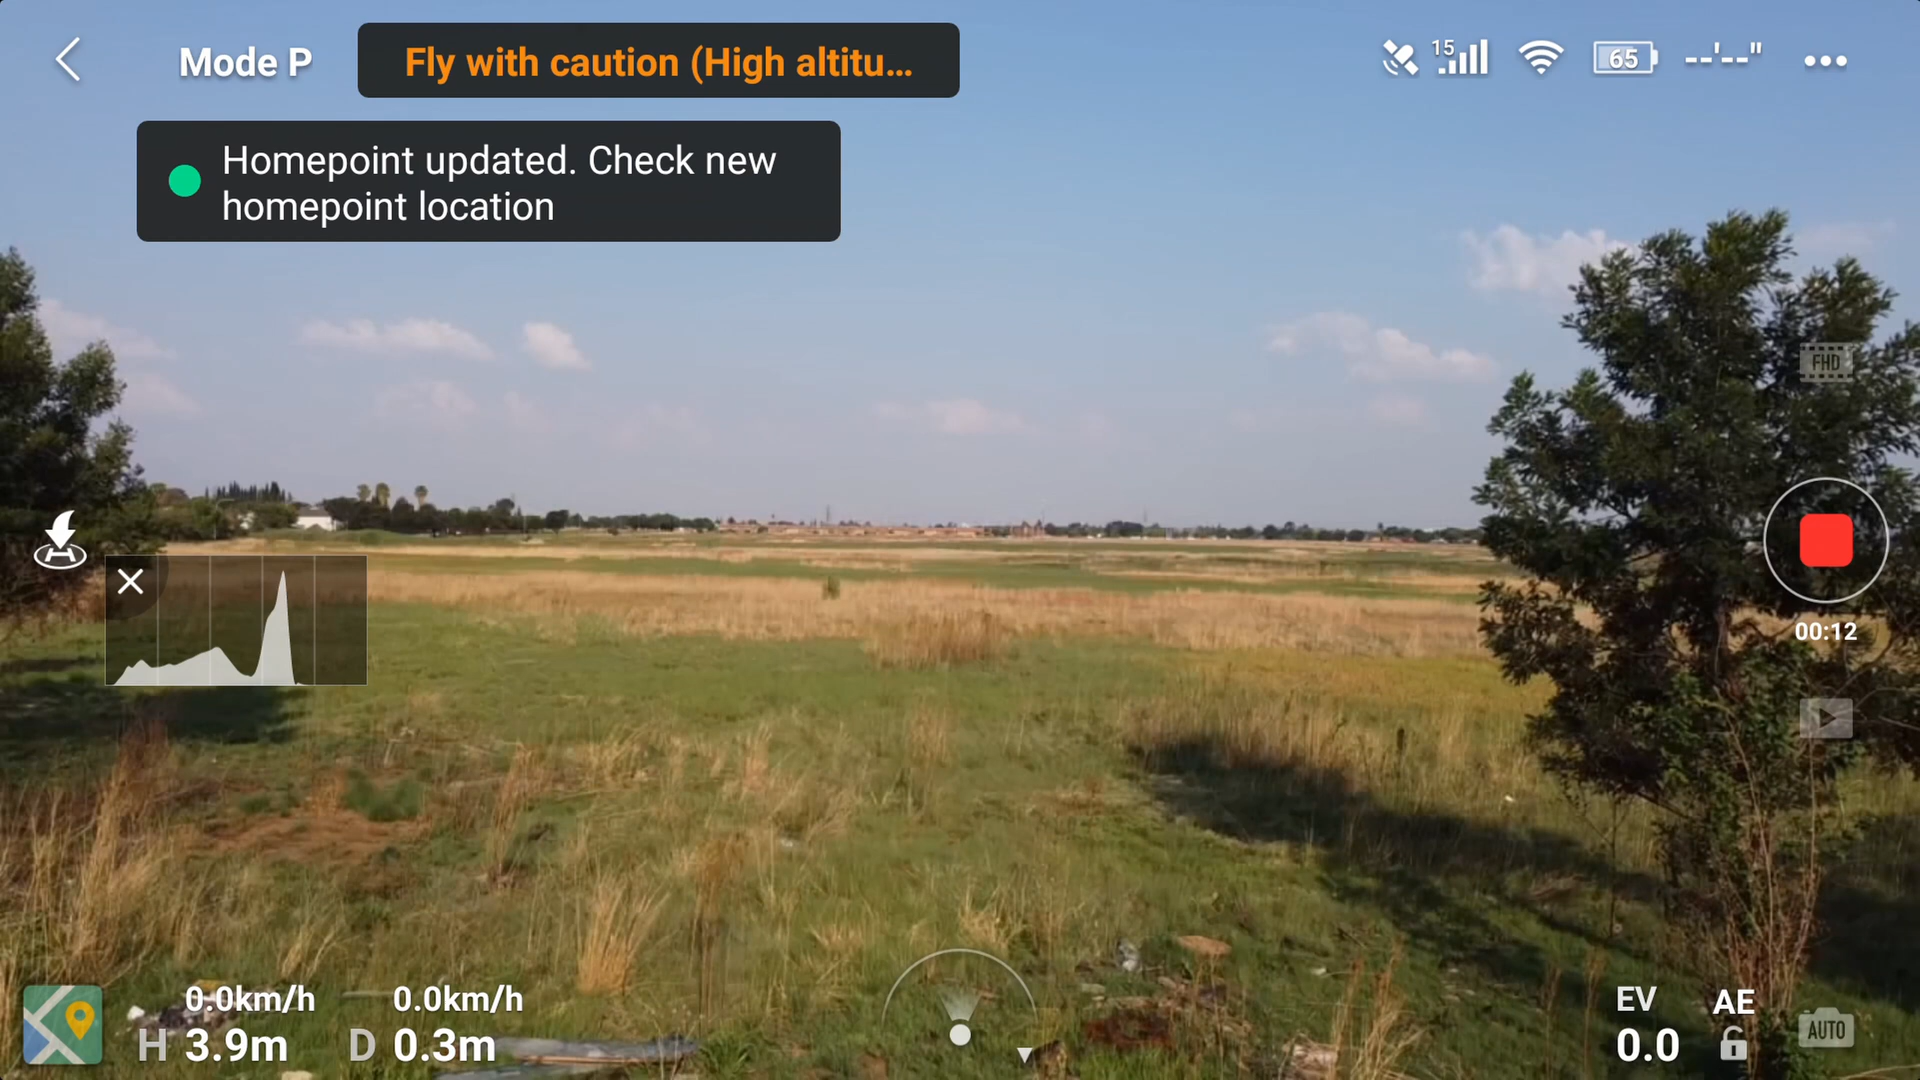 Mode P
Fly with caution (High altitu...
15
65
--'--"
Homepoint updated. Check new
homepoint location
FHD
00:12
0.0km/h 0.0km/h
H 3.9m D 0.3m
EV
0.0
AE
AUTO